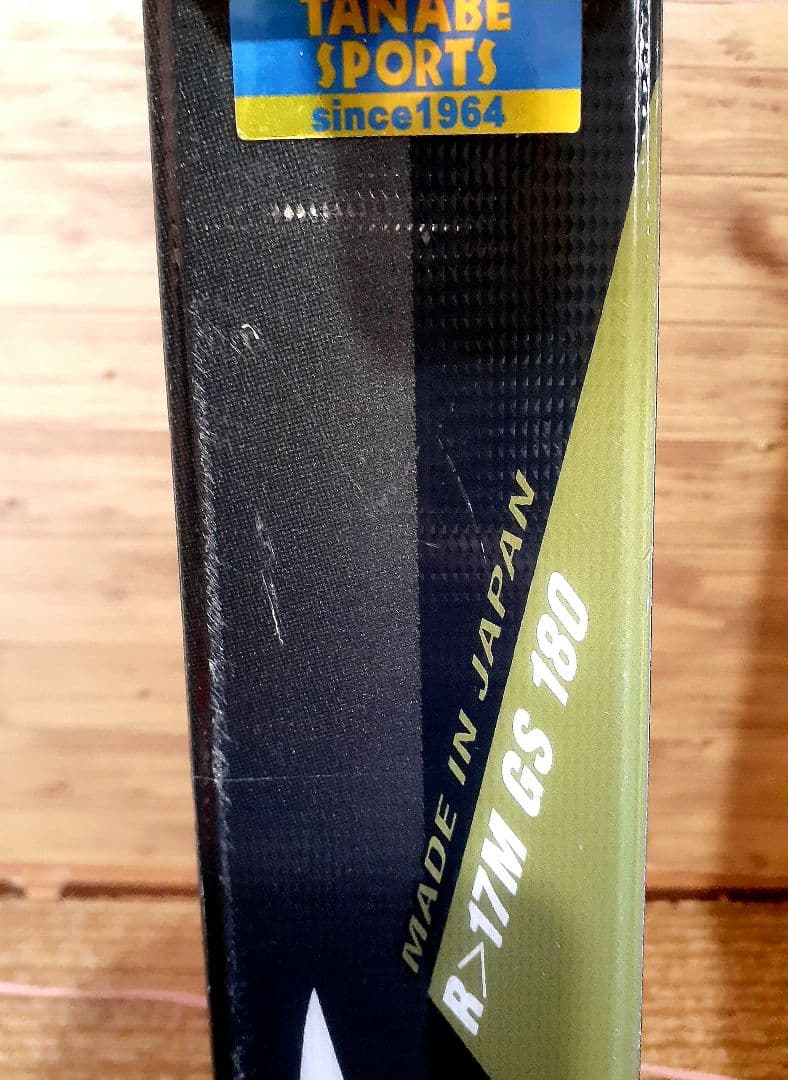 TANABE
SPORTS
since1964
MADE IN JAPAN
R>17M GS 180